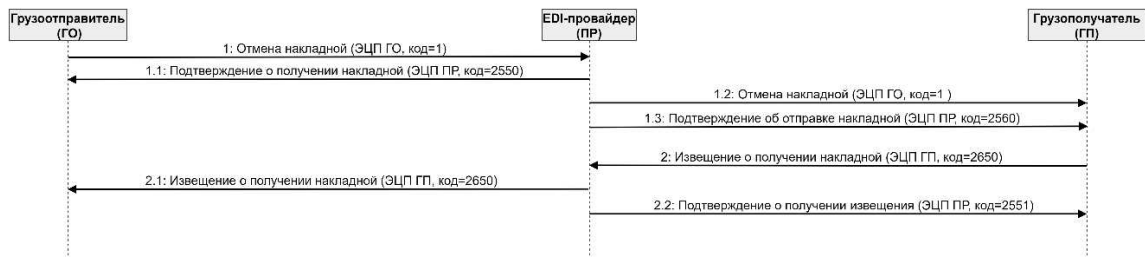 Грузоотправитель
(ГО)
EDI-провайдер
(ПР)
Грузополучатель
(ГП)
1: Отмена накладной (ЭЦП ГО, код=1)
1.1: Подтверждение о получении накладной (ЭЦП ПР, код=2550)
1.2: Отмена накладной (ЭЦП ГО, код=1 )
1.3: Подтверждение об отправке накладной (ЭЦП ПР, код=2560)
2: Извещение о получении накладной (ЭЦП ГП, код=2650)
2.1: Извещение о получении накладной (ЭЦП ГП, код=2650)
2.2: Подтверждение о получении извещения (ЭЦП ПР, код=2551)